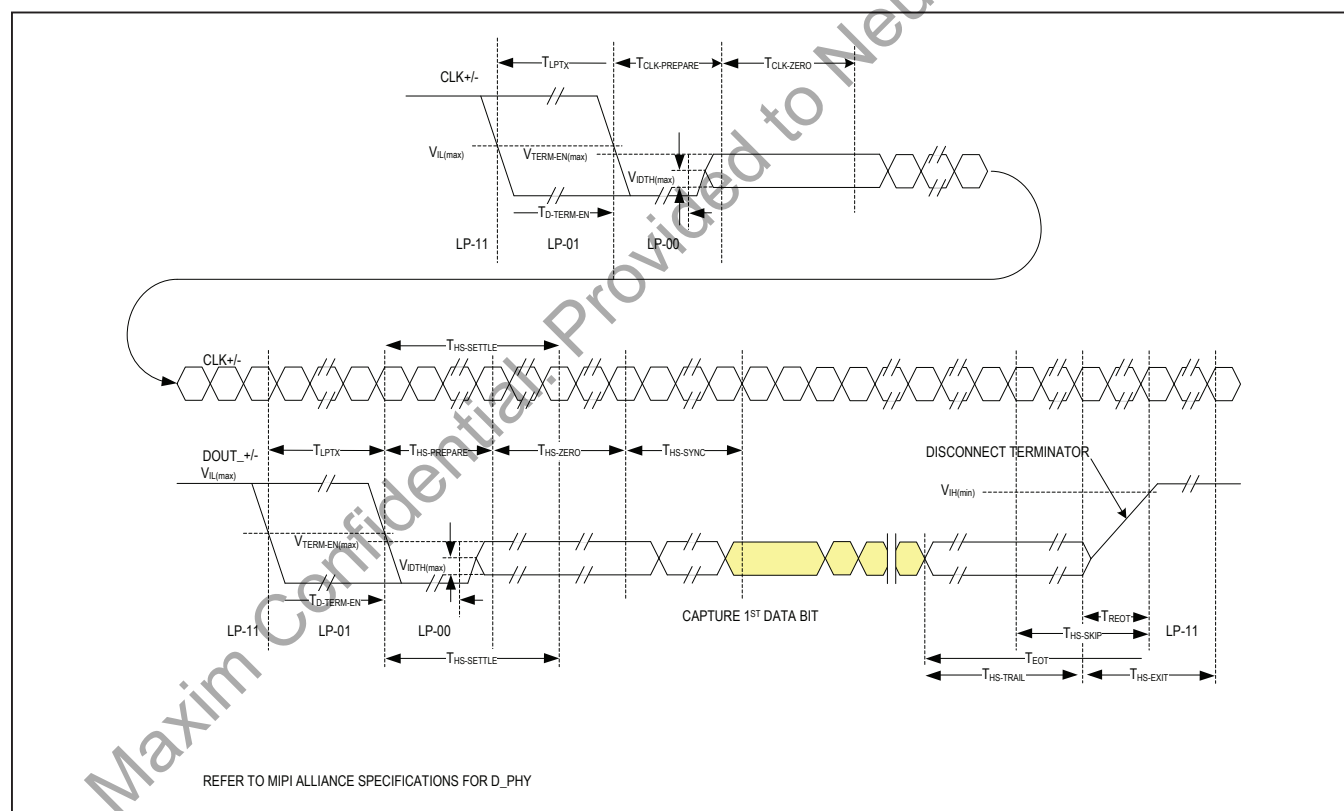 TLPTX
TCLK-PREPARE
TCLK-ZERO
CLK+/-
VIL(max)
VTERM-EN(max)
VIDTH(max)
TD-TERM-EN
LP-11
LP-01
LP-00
THS-SETTLE
CLK+/-
TLPTX
THS-PREPARE
THS-ZERO
THS-SYNC
DOUT_+/-
VIL(max)
DISCONNECT TERMINATOR
VIH(min)
VTERM-EN(max)
VIDTH(max)
TD-TERM-EN
CAPTURE 1ST DATA BIT
TREOT
LP-11
LP-01
LP-00
THS-SKIP
LP-11
THS-SETTLE
TEOT
THS-TRAIL
THS-EXIT
REFER TO MIPI ALLIANCE SPECIFICATIONS FOR D_PHY
Maxim Confidential. Provided to